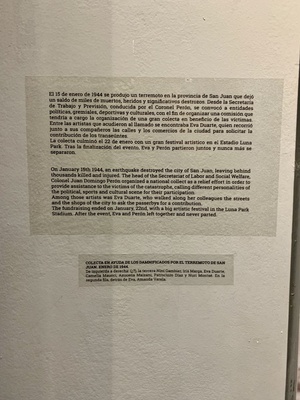 El 15 de enero de 1944 se produjo un terremoto en la provincia de San Juan que dejó
un saldo de miles de muertos, heridos y significativos destrozos. Desde la Secretaría
de Trabajo y Previsión, conducida por el Coronel Perón, se convocó a entidades
políticas, gremiales, deportivas y culturales, con el fin de organizar una comisión que
tendría a cargo la organización de una gran colecta en beneficio de las víctimas.
Entre las artistas que acudieron al llamado se encontraba Eva Duarte, quien recorrió
junto a sus compañeros las calles y los comercios de la ciudad para solicitar la
contribución de los transeúntes.
La colecta culminó el 22 de enero con un gran festival artístico en el Estadio Luna
Park. Tras la finalización del evento, Eva y Perón partieron juntos y nunca más se
separaron.
On January 15th, 1944, an earthquake destroyed the city of San Juan, leaving behind
thousands killed and injured. The head of the Secretariat of Labor and Social Welfare,
Colonel Juan Domingo Perón organized a national collect as a relief effort in order to
provide assistance to the victims of the catastrophe, calling different personalities of
the political, sports and cultural scene for their participation.
Among those artists was Eva Duarte, who walked along her colleagues the streets
and the shops of the city to ask the passerbys for a contribution.
The fundraising ended on January, 22nd, with a big artistic festival in the Luna Park
Stadium. After the event, Eva and Perón left together and never parted.
COLECTA EN AYUDA DE LOS DAMNIFICADOS POR EL TERREMOTO DE SAN
JUAN. ENERO DE 1944.
De izquierda a derecha
Eva Duarte,
segunda fila, detrás de Eva, Amanda Varela.